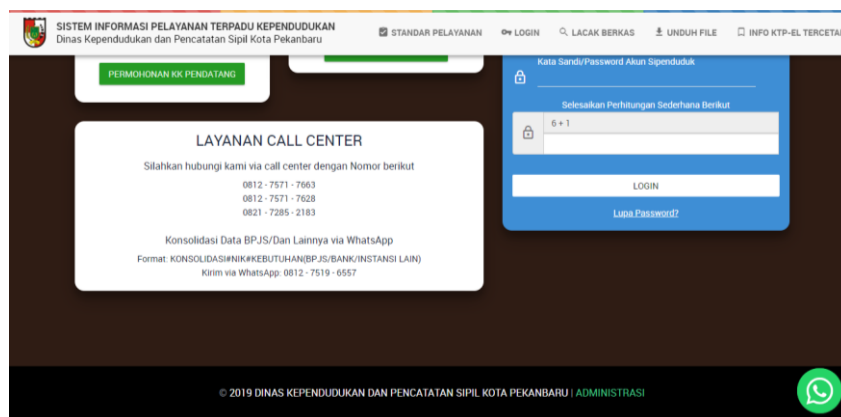 SISTEM INFORMASI PELAYANAN TERPADU KEPENDUDUKAN
Dinas Kependudukan dan Pencatatan Sipil Kota Pekanbaru
STANDAR PELAYANAN
LOGIN
LACAK BERKAS
UNDUH FILE
INFO KTP-EL TERCETA
PERMOHONAN KK PENDATANG
Kata Sandi/Password Akun Sipenduduk
Selesaikan Perhitungan Sederhana Berikut
6 + 1
LOGIN
Lupa Password?
LAYANAN CALL CENTER
Silahkan hubungi kami via call center dengan Nomor berikut
0812 - 7571 - 7663
0812 - 7571 - 7628
0821 - 7285 - 2183
Konsolidasi Data BPJS/Dan Lainnya via WhatsApp
Format: KONSOLIDASI#NIK#KEBUTUHAN(BPJS/BANK/INSTANSI LAIN)
Kirim via WhatsApp: 0812 - 7519 - 6557
© 2019 DINAS KEPENDUDUKAN DAN PENCATATAN SIPIL KOTA PEKANBARU | ADMINISTRASI